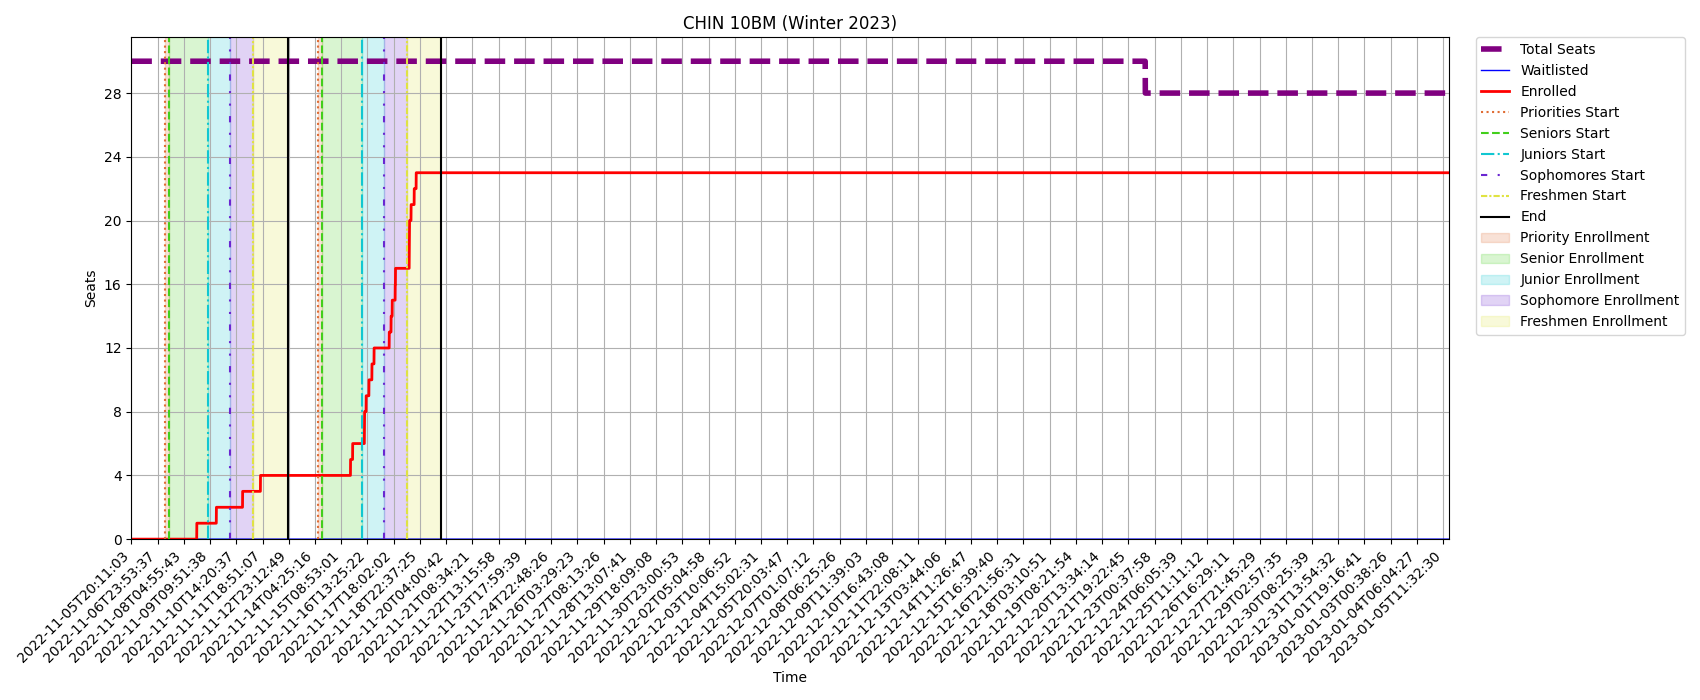 CHIN 10BM (Winter 2023)
Seats
28
24
20
16
12
8
4
0
2022-11-05T20:11:03
2022-11-06T23:53:37
2022-11-08T04:55:43
2022-11-09T09:51:38
2022-11-10T14:20:37
2022-11-11T18:51:07
2022-11-12T23:12:49
2022-11-14T04:25:16
2022-11-15T08:53:01
2022-11-16T13:25:22
2022-11-17T18:02:02
2022-11-18T22:37:25
2022-11-20T04:00:42
2022-11-21T08:34:21
2022-11-22T13:15:58
2022-11-23T17:59:39
2022-11-24T22:48:26
2022-11-26T03:29:23
2022-11-27T08:13:26
2022-11-28T13:07:41
2022-11-29T18:09:08
2022-11-30T23:00:53
2022-12-02T05:04:58
2022-12-03T10:06:52
2022-12-04T15:02:31
2022-12-05T20:03:47
2022-12-07T01:07:12
2022-12-08T06:25:26
2022-12-09T11:39:03
2022-12-10T16:43:08
2022-12-11T22:08:11
2022-12-13T03:44:06
2022-12-14T11:26:47
2022-12-15T16:39:40
2022-12-16T21:56:31
2022-12-18T03:10:51
2022-12-19T08:21:54
2022-12-20T13:34:14
2022-12-21T19:22:45
2022-12-23T00:37:58
2022-12-24T06:05:39
2022-12-25T11:11:12
2022-12-26T16:29:11
2022-12-27T21:45:29
2022-12-29T02:57:35
2022-12-30T08:25:39
2022-12-31T13:54:32
2023-01-01T19:16:41
2023-01-03T00:38:26
2023-01-04T06:04:27
2023-01-05T11:32:30
Time
Total Seats
Waitlisted
Enrolled
Priorities Start
Seniors Start
Juniors Start
Sophomores Start
Freshmen Start
End
Priority Enrollment
Senior Enrollment
Junior Enrollment
Sophomore Enrollment
Freshmen Enrollment